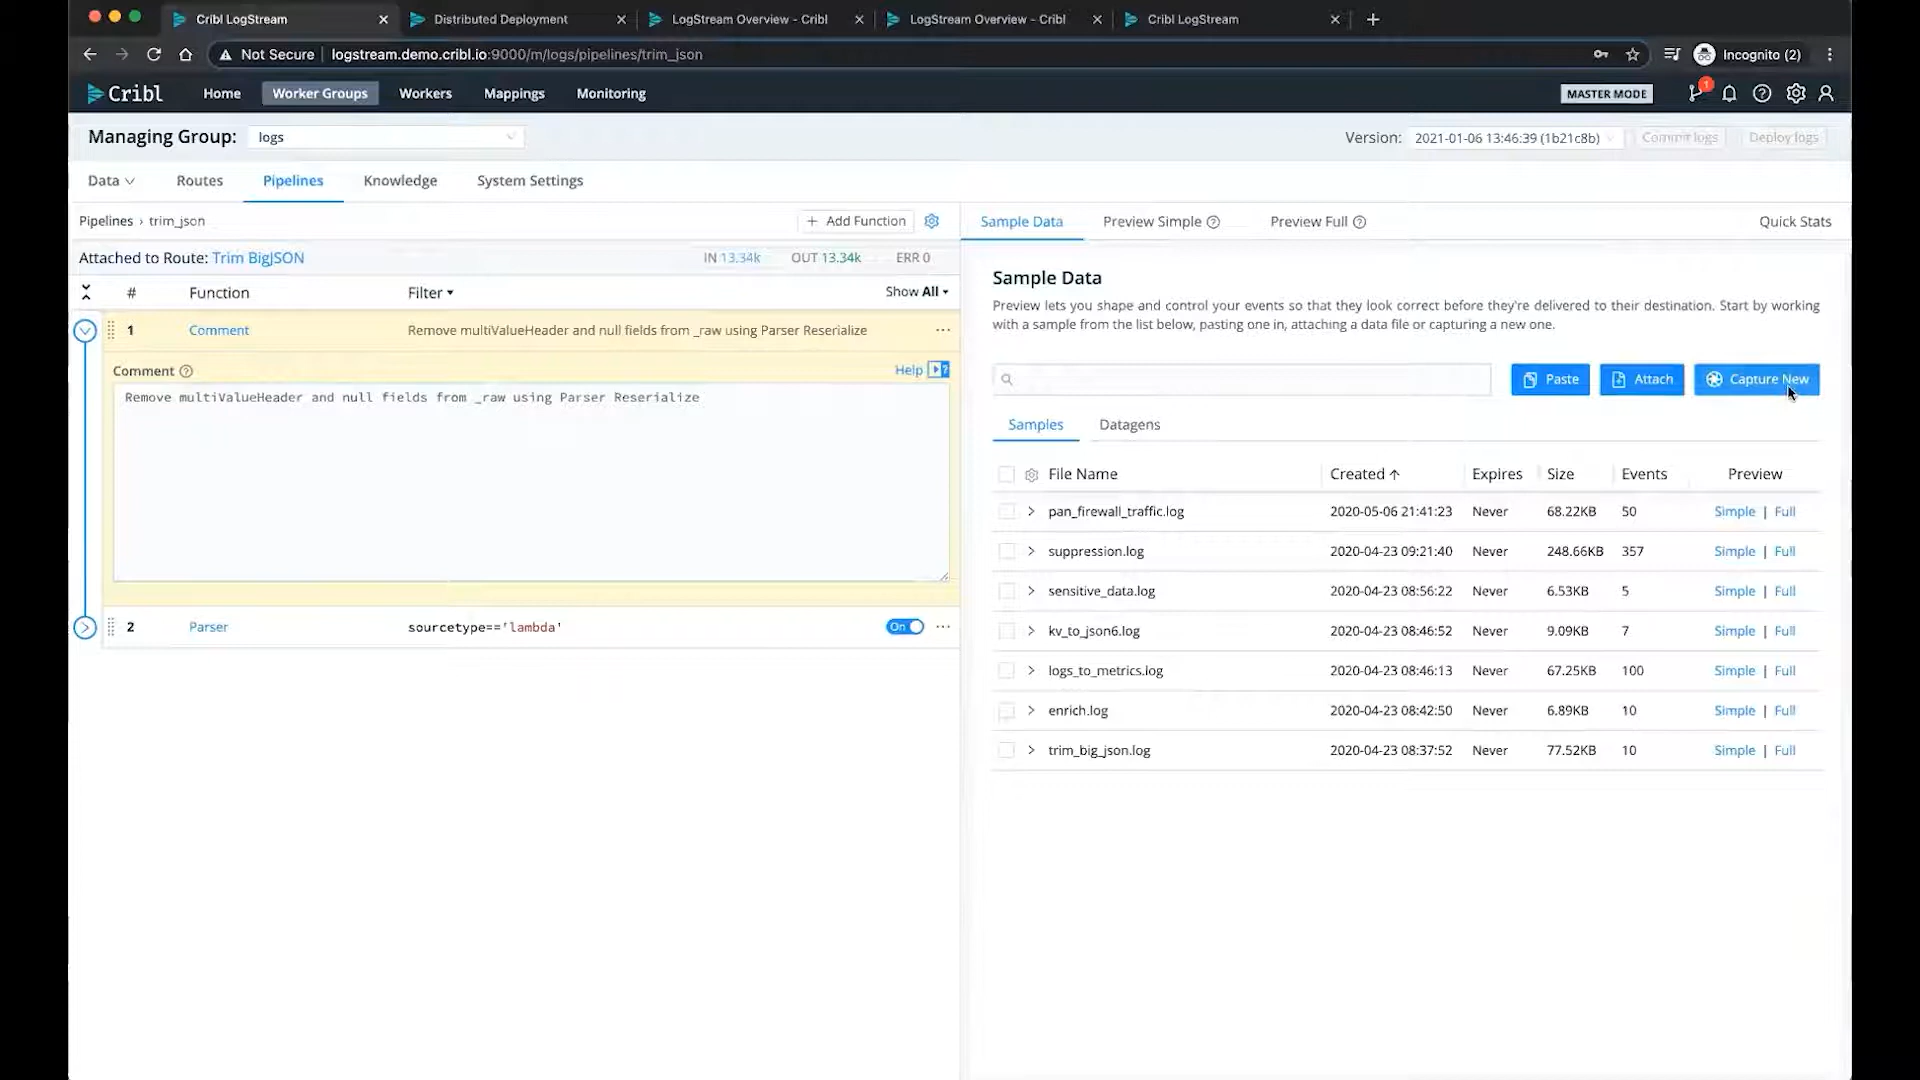 Cribl LogStream
Distributed Deployment
LogStream Overview - Cribl
LogStream Overview - Cribl
Cribl LogStream
Not Secure | logstream.demo.cribl.io:9000/m/logs/pipelines/trim_json
Incognito (2)
Cribl Home Worker Groups Workers Mappings Monitoring
MASTER MODE
1
Managing Group: logs
Version: 2021-01-06 13:46:39 (1b21c8b) Commit logs Deploy logs
Data Routes Pipelines Knowledge System Settings
Pipelines › trim_json
+ Add Function
Attached to Route: Trim BigJSON
IN 13.34k OUT 13.34k ERR 0
# Function Filter Show All
1 Comment Remove multiValueHeader and null fields from _raw using Parser Reserialize ...
Comment Help
Remove multiValueHeader and null fields from _raw using Parser Reserialize
2 Parser sourcetype=='lambda' On ...
Sample Data Preview Simple Preview Full Quick Stats
Sample Data
Preview lets you shape and control your events so that they look correct before they're delivered to their destination. Start by working
with a sample from the list below, pasting one in, attaching a data file or capturing a new one.
Paste Attach Capture New
Samples Datagens
File Name Created ↑ Expires Size Events Preview
pan_firewall_traffic.log 2020-05-06 21:41:23 Never 68.22KB 50 Simple | Full
suppression.log 2020-04-23 09:21:40 Never 248.66KB 357 Simple | Full
sensitive_data.log 2020-04-23 08:56:22 Never 6.53KB 5 Simple | Full
kv_to_json6.log 2020-04-23 08:46:52 Never 9.09KB 7 Simple | Full
logs_to_metrics.log 2020-04-23 08:46:13 Never 67.25KB 100 Simple | Full
enrich.log 2020-04-23 08:42:50 Never 6.89KB 10 Simple | Full
trim_big_json.log 2020-04-23 08:37:52 Never 77.52KB 10 Simple | Full